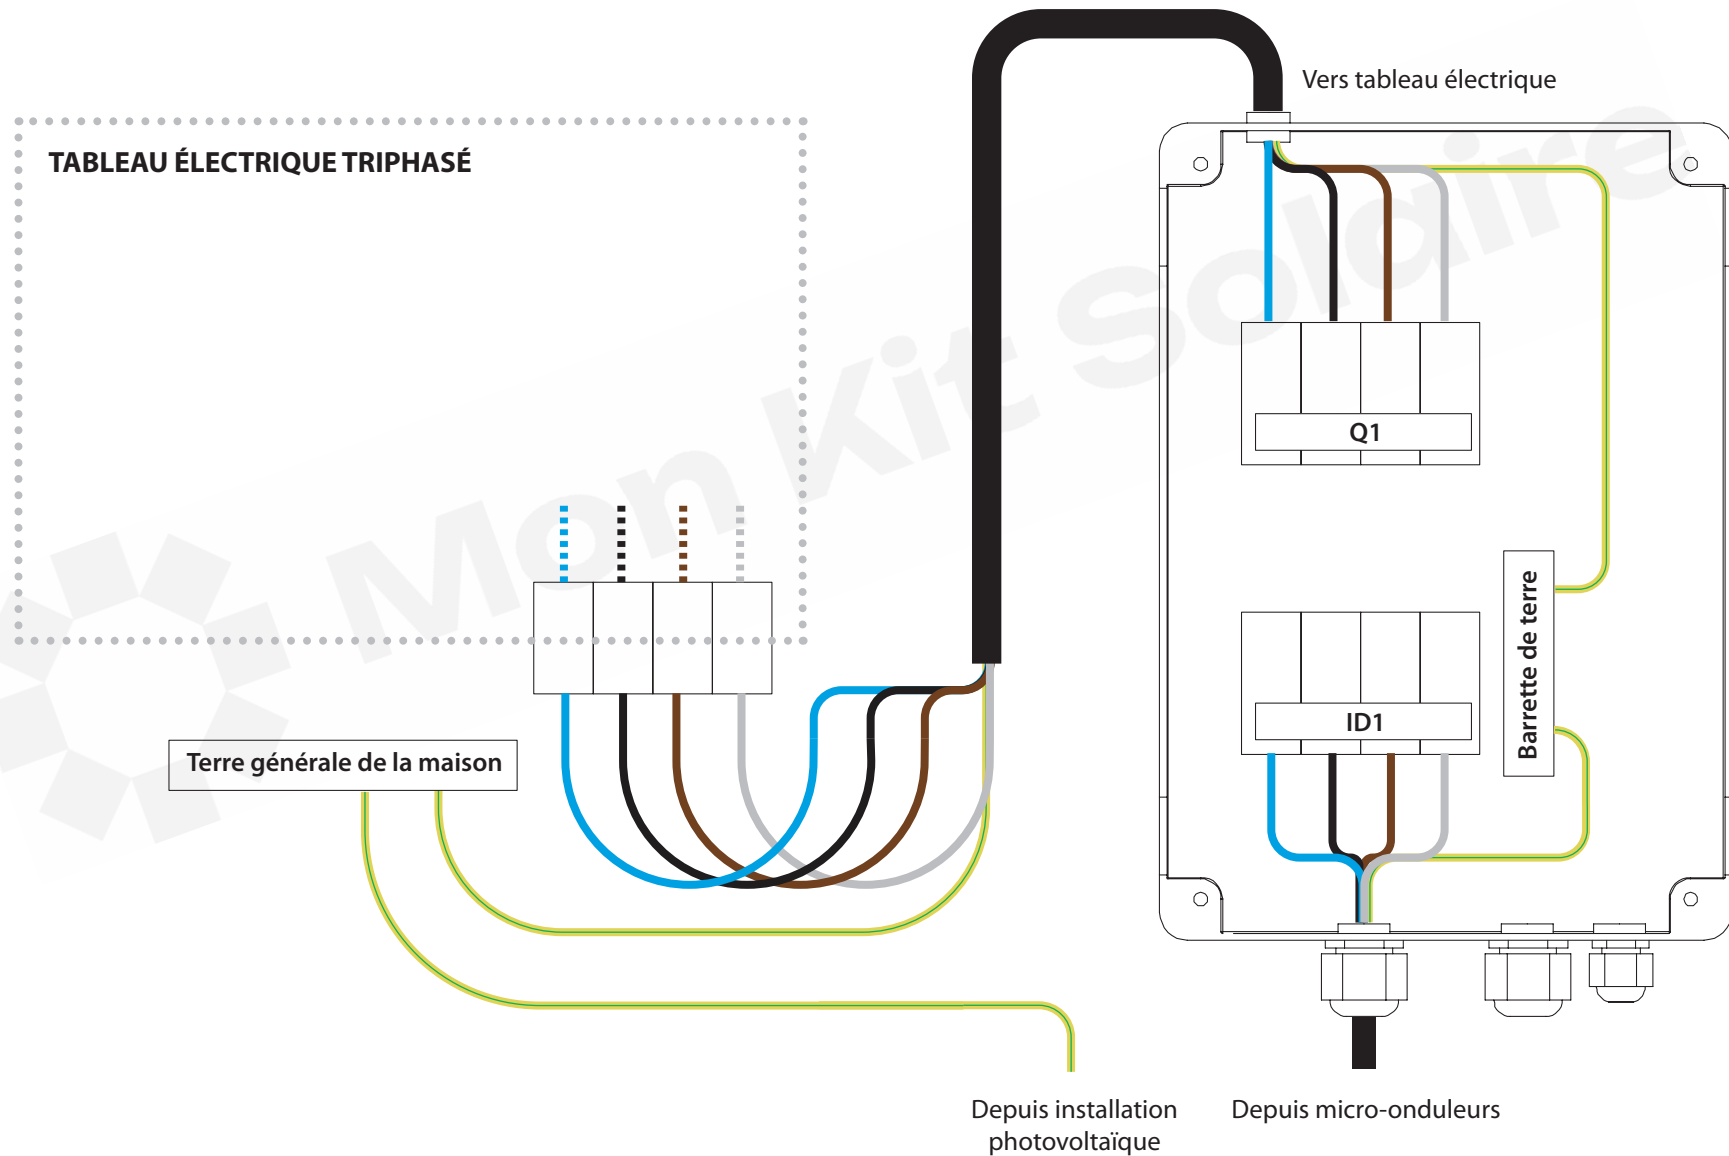 Vers tableau électrique
TABLEAU ÉLECTRIQUE TRIPHASÉ
Mon Kit Solaire
Q1
Barrette de terre
ID1
Terre générale de la maison
Depuis installation
photovoltaïque
Depuis micro-onduleurs